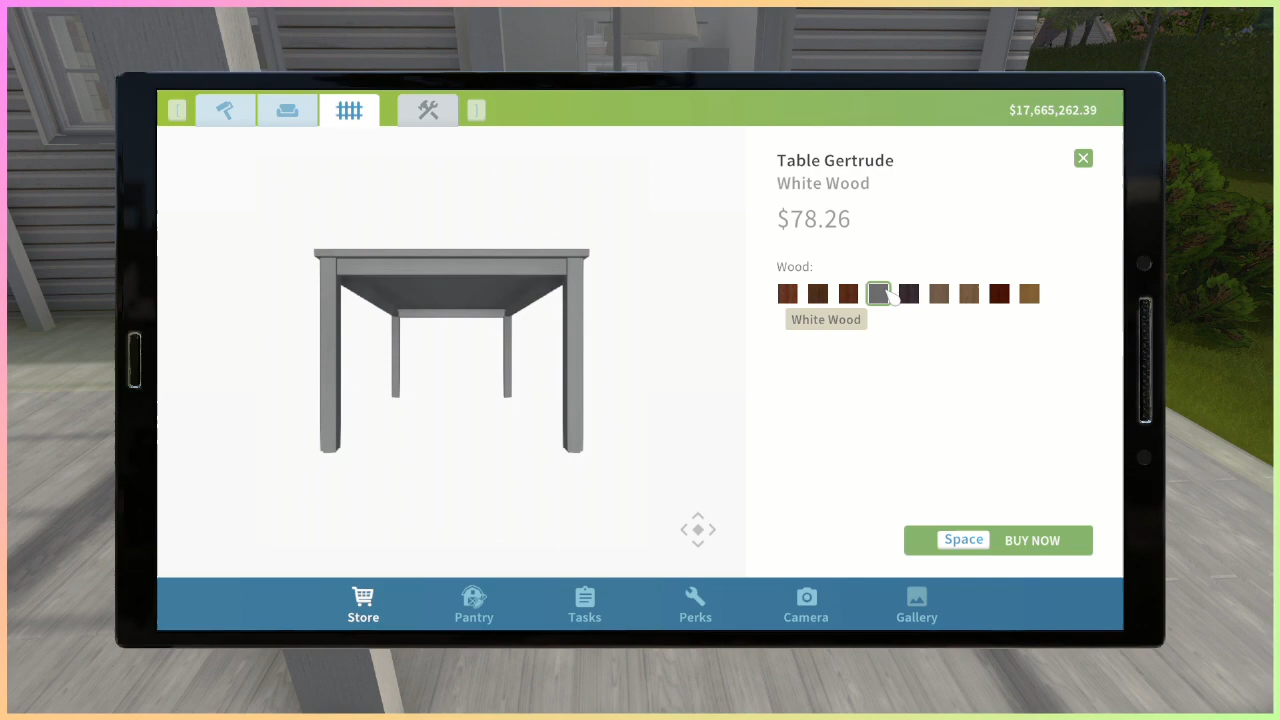 [
]
$17,665,262.39
Table Gertrude
White Wood
$78.26
Wood:
White Wood
Space BUY NOW
Store
Pantry
Tasks
Perks
Camera
Gallery